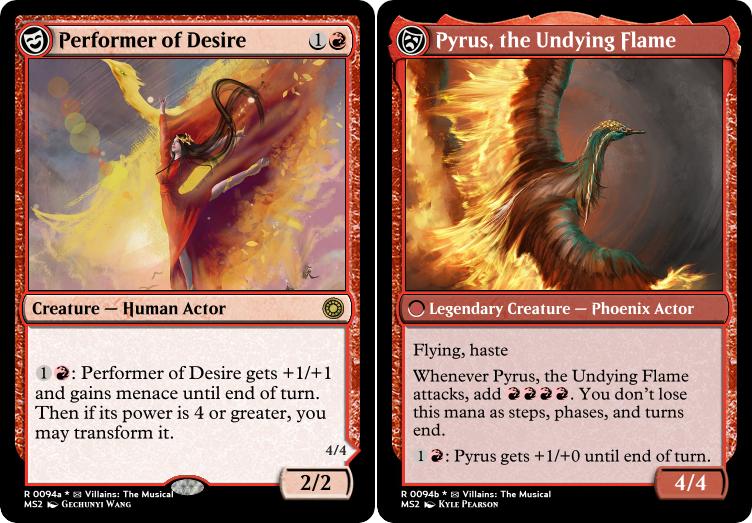 Performer of Desire 1
Creature — Human Actor
1 : Performer of Desire gets +1/+1
and gains menace until end of turn.
Then if its power is 4 or greater, you
may transform it.
4/4
2/2
R 0094a * Villains: The Musical
MS2 Gechunyi Wang
Pyrus, the Undying Flame
Legendary Creature — Phoenix Actor
Flying, haste
Whenever Pyrus, the Undying Flame
attacks, add . You don't lose
this mana as steps, phases, and turns
end.
1 : Pyrus gets +1/+0 until end of turn.
4/4
R 0094b * Villains: The Musical
MS2 Kyle Pearson